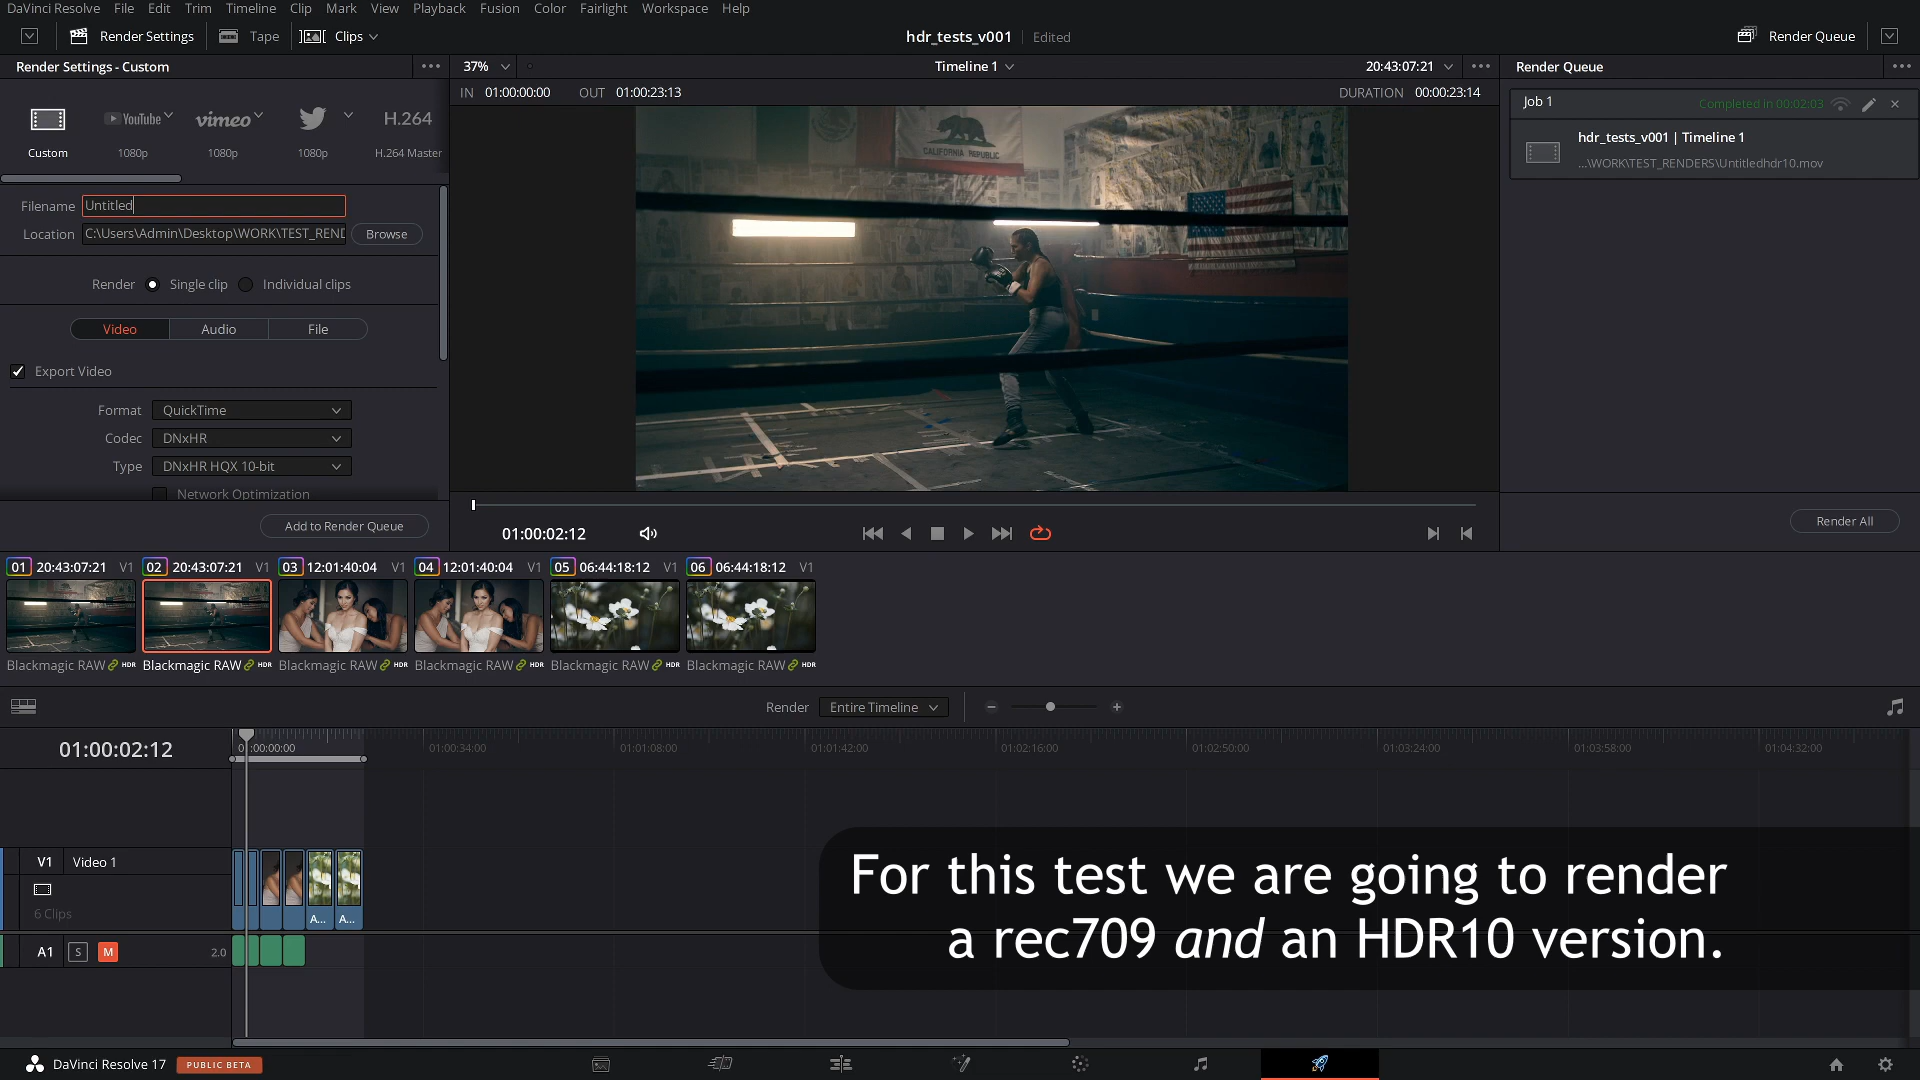 DaVinci Resolve File Edit Trim Timeline Clip Mark View Playback Fusion Color Fairlight Workspace Help
Render Settings Tape Clips hdr_tests_v001 Edited Render Queue
Render Settings - Custom 37% Timeline 1 20:43:07:21 Render Queue
IN 01:00:00:00 OUT 01:00:23:13 DURATION 00:00:23:14
Job 1 Completed in 00:02:03
hdr_tests_v001 | Timeline 1
...\WORK\TEST_RENDERS\Untitledhdr10.mov
YouTube vimeo H.264
Custom 1080p 1080p 1080p H.264 Master
CALIFORNIA REPUBLIC
Filename Untitled
Location C:\Users\Admin\Desktop\WORK\TEST_REND Browse
Render Single clip Individual clips
Video Audio File
Export Video
Format QuickTime
Codec DNxHR
Type DNxHR HQX 10-bit
Network Optimization
Add to Render Queue
01:00:02:12
Render All
01 20:43:07:21 V1 02 20:43:07:21 V1 03 12:01:40:04 V1 04 12:01:40:04 V1 05 06:44:18:12 V1 06 06:44:18:12 V1
Blackmagic RAW HDR Blackmagic RAW HDR Blackmagic RAW HDR Blackmagic RAW HDR Blackmagic RAW HDR Blackmagic RAW HDR
Render Entire Timeline
01:00:02:12
:00:00:00 01:00:34:00 01:01:08:00 01:01:42:00 01:02:16:00 01:02:50:00 01:03:24:00 01:03:58:00 01:04:32:00
V1 Video 1
6 Clips
A... A...
A1 S M 2.0
For this test we are going to render
a rec709 and an HDR10 version.
DaVinci Resolve 17 PUBLIC BETA